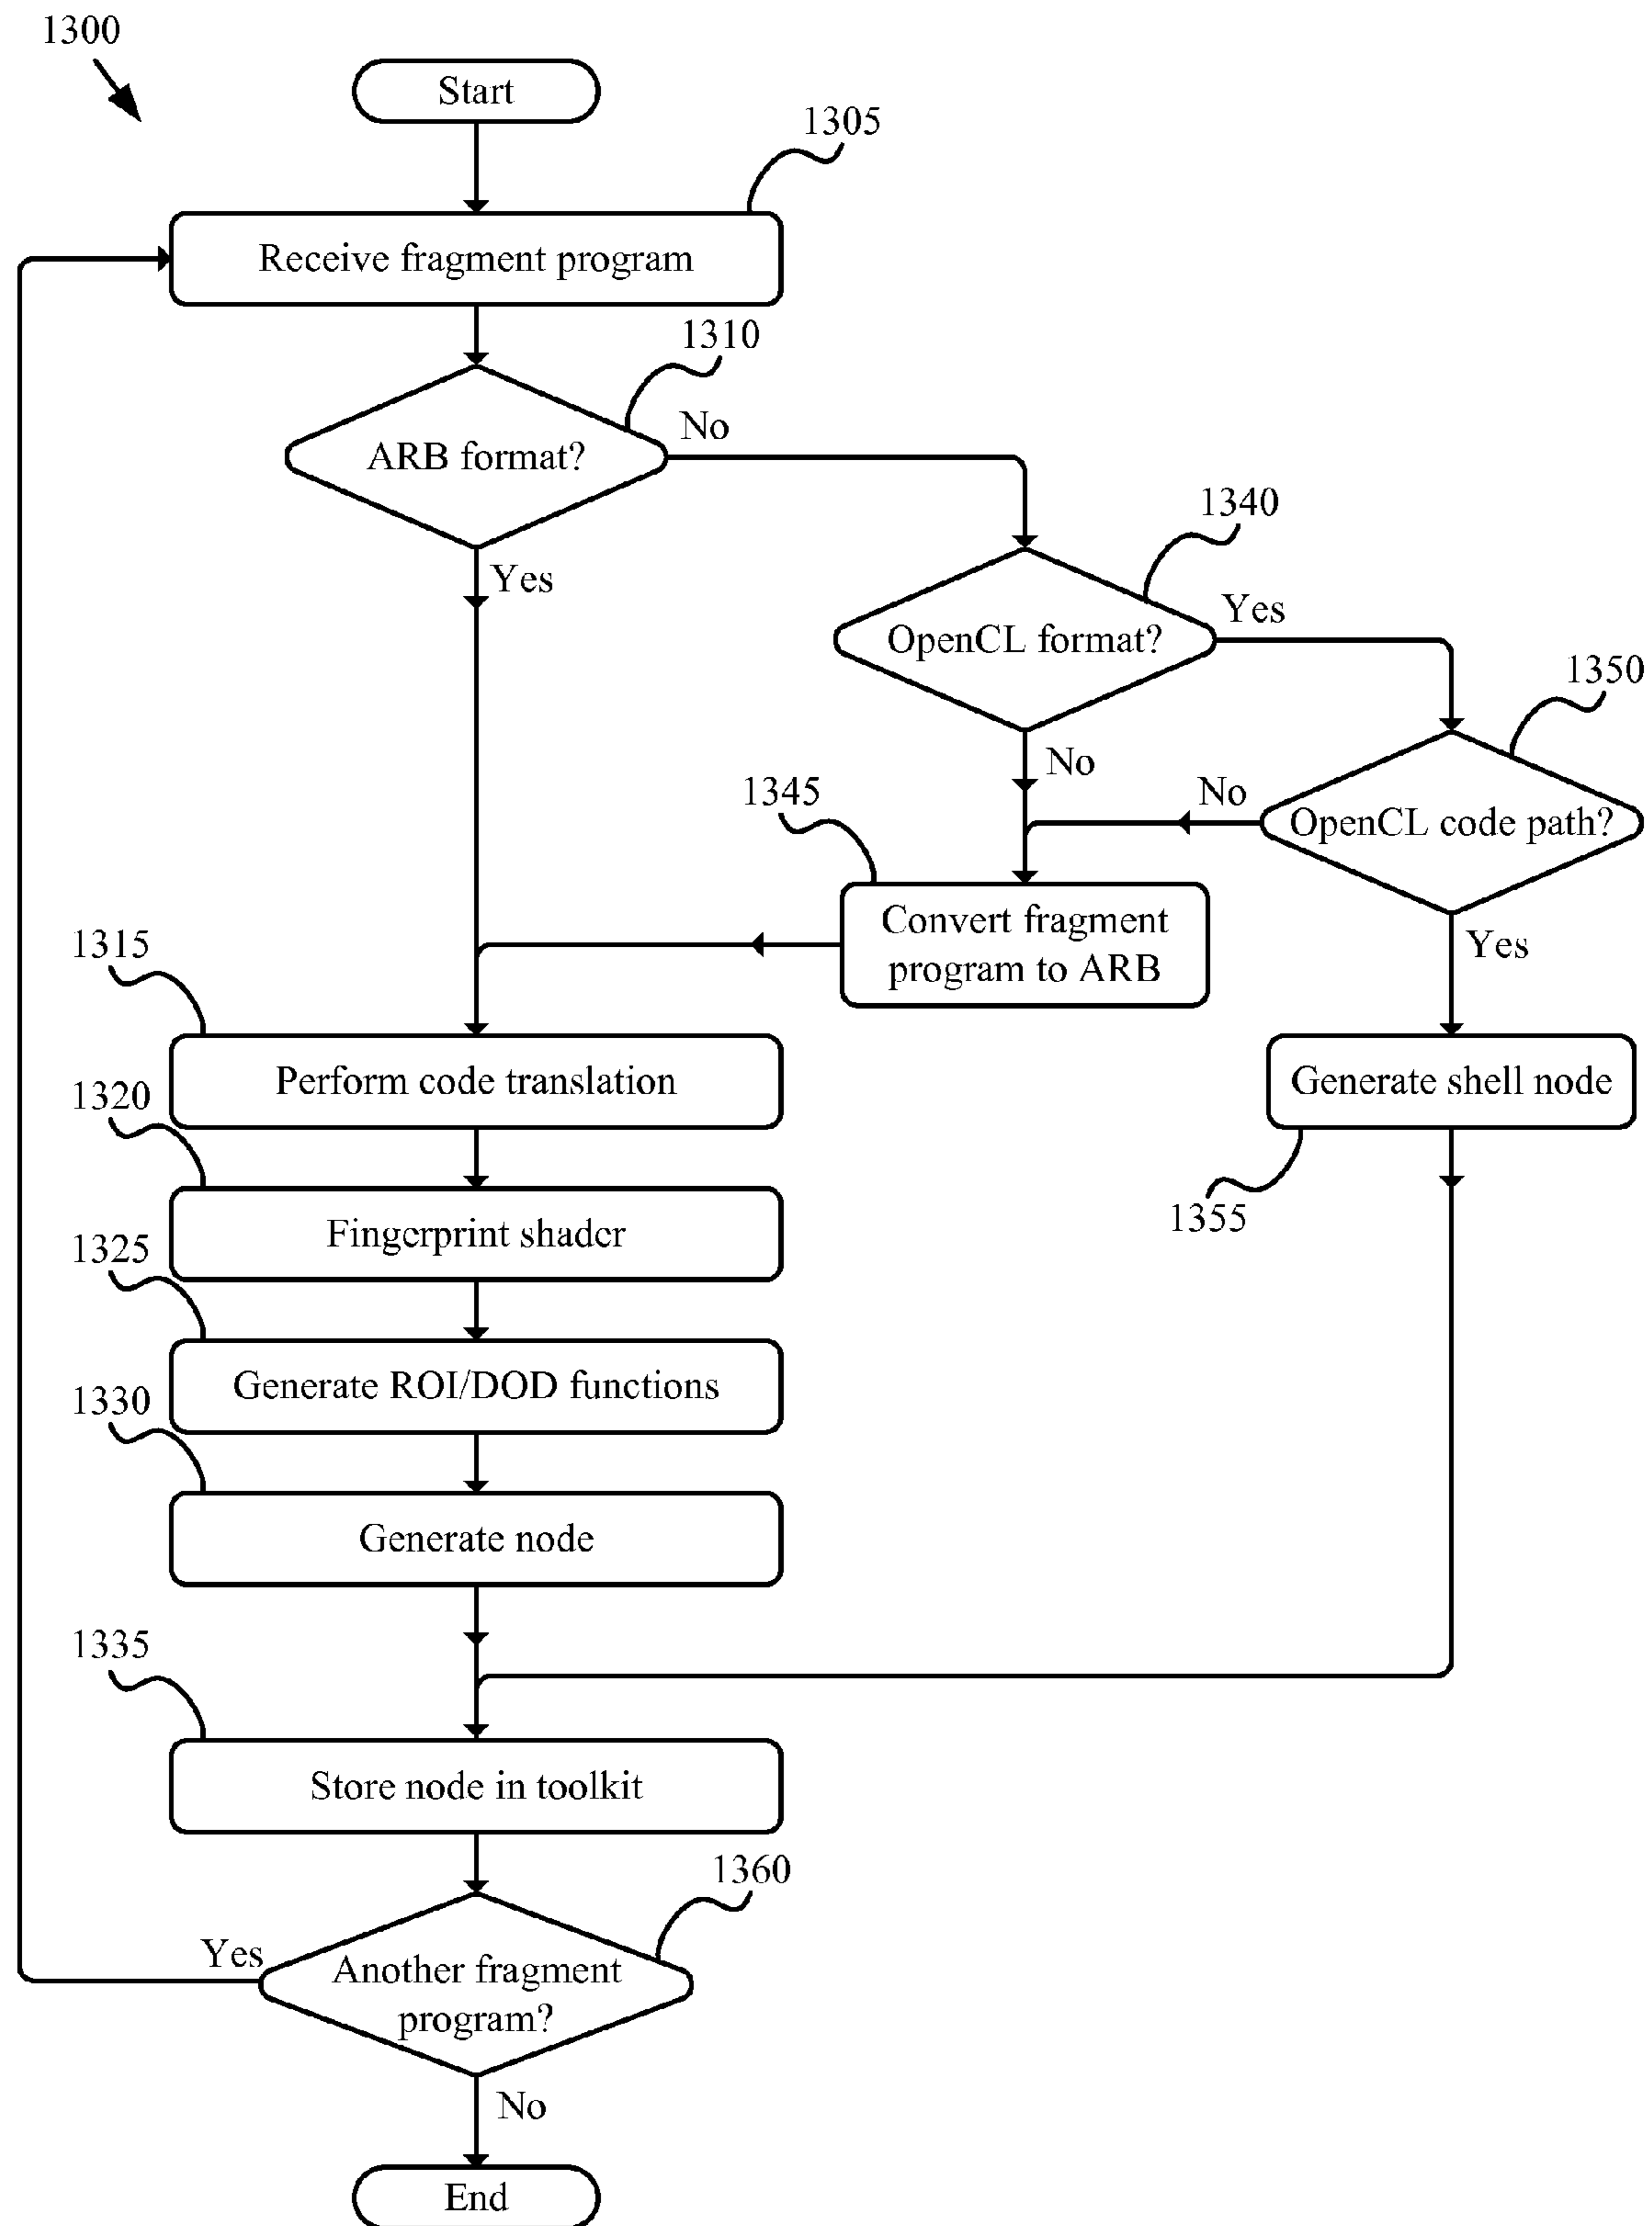 1300
Start
1305
Receive fragment program
1310
ARB format?
No
Yes
1340
OpenCL format?
Yes
No
1350
OpenCL code path?
No
Yes
1345
Convert fragment
program to ARB
1315
Perform code translation
Generate shell node
1355
1320
Fingerprint shader
1325
Generate ROI/DOD functions
1330
Generate node
1335
Store node in toolkit
1360
Another fragment
program?
Yes
No
End